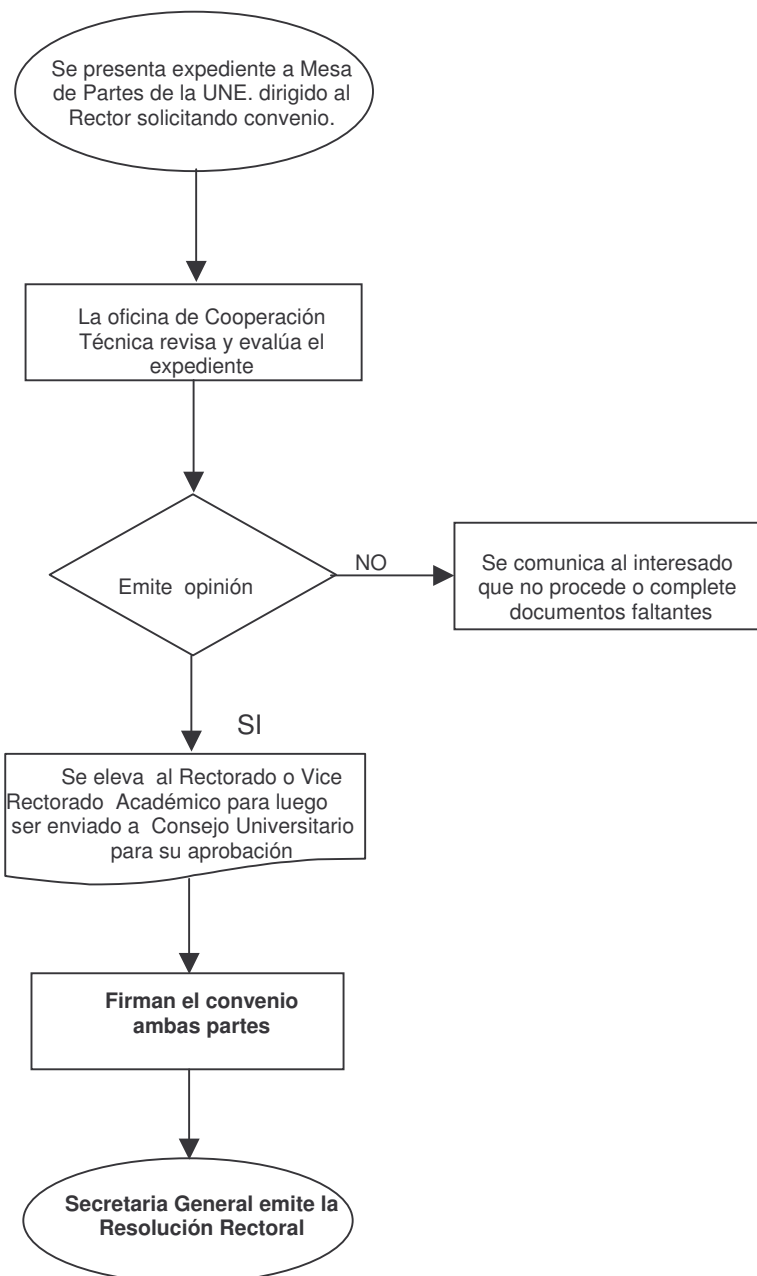 Se presenta expediente a Mesa
de Partes de la UNE. dirigido al
Rector solicitando convenio.
La oficina de Cooperación
Técnica revisa y evalúa el
expediente
Emite opinión
NO
Se comunica al interesado
que no procede o complete
documentos faltantes
SI
Se eleva al Rectorado o Vice
Rectorado Académico para luego
ser enviado a Consejo Universitario
para su aprobación
Firman el convenio
ambas partes
Secretaria General emite la
Resolución Rectoral